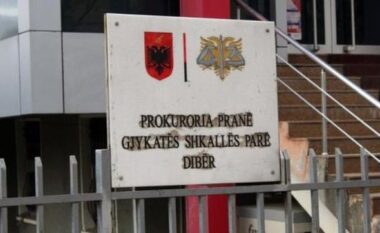 PROKURORIA PRANË
GJYKATËS SHKALLËS PARË
DIBËR